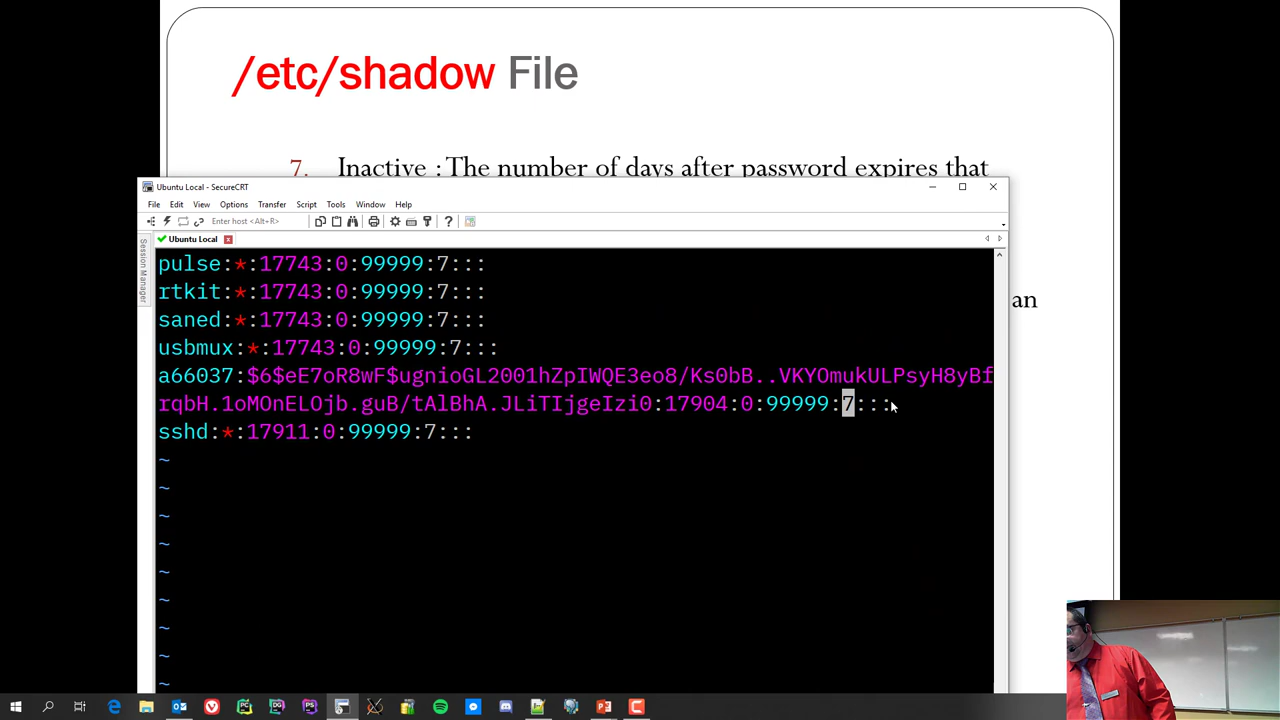 /etc/shadow File
7. Inactive : The number of days after password expires that
Ubuntu Local - SecureCRT
File Edit View Options Transfer Script Tools Window Help
Enter host <Alt+R>
Ubuntu Local
Session Manager
an
pulse:*:17743:0:99999:7:::
rtkit:*:17743:0:99999:7:::
saned:*:17743:0:99999:7:::
usbmux:*:17743:0:99999:7:::
a66037:$6$eE7oR8wF$ugnioGL2001hZpIWQE3eo8/Ks0bB..VKYOmukULPsyH8yBf
rqbH.1oMOnELOjb.guB/tAlBhA.JLiTIjgeIzi0:17904:0:99999:7:::
sshd:*:17911:0:99999:7:::
~
~
~
~
~
~
~
~
~